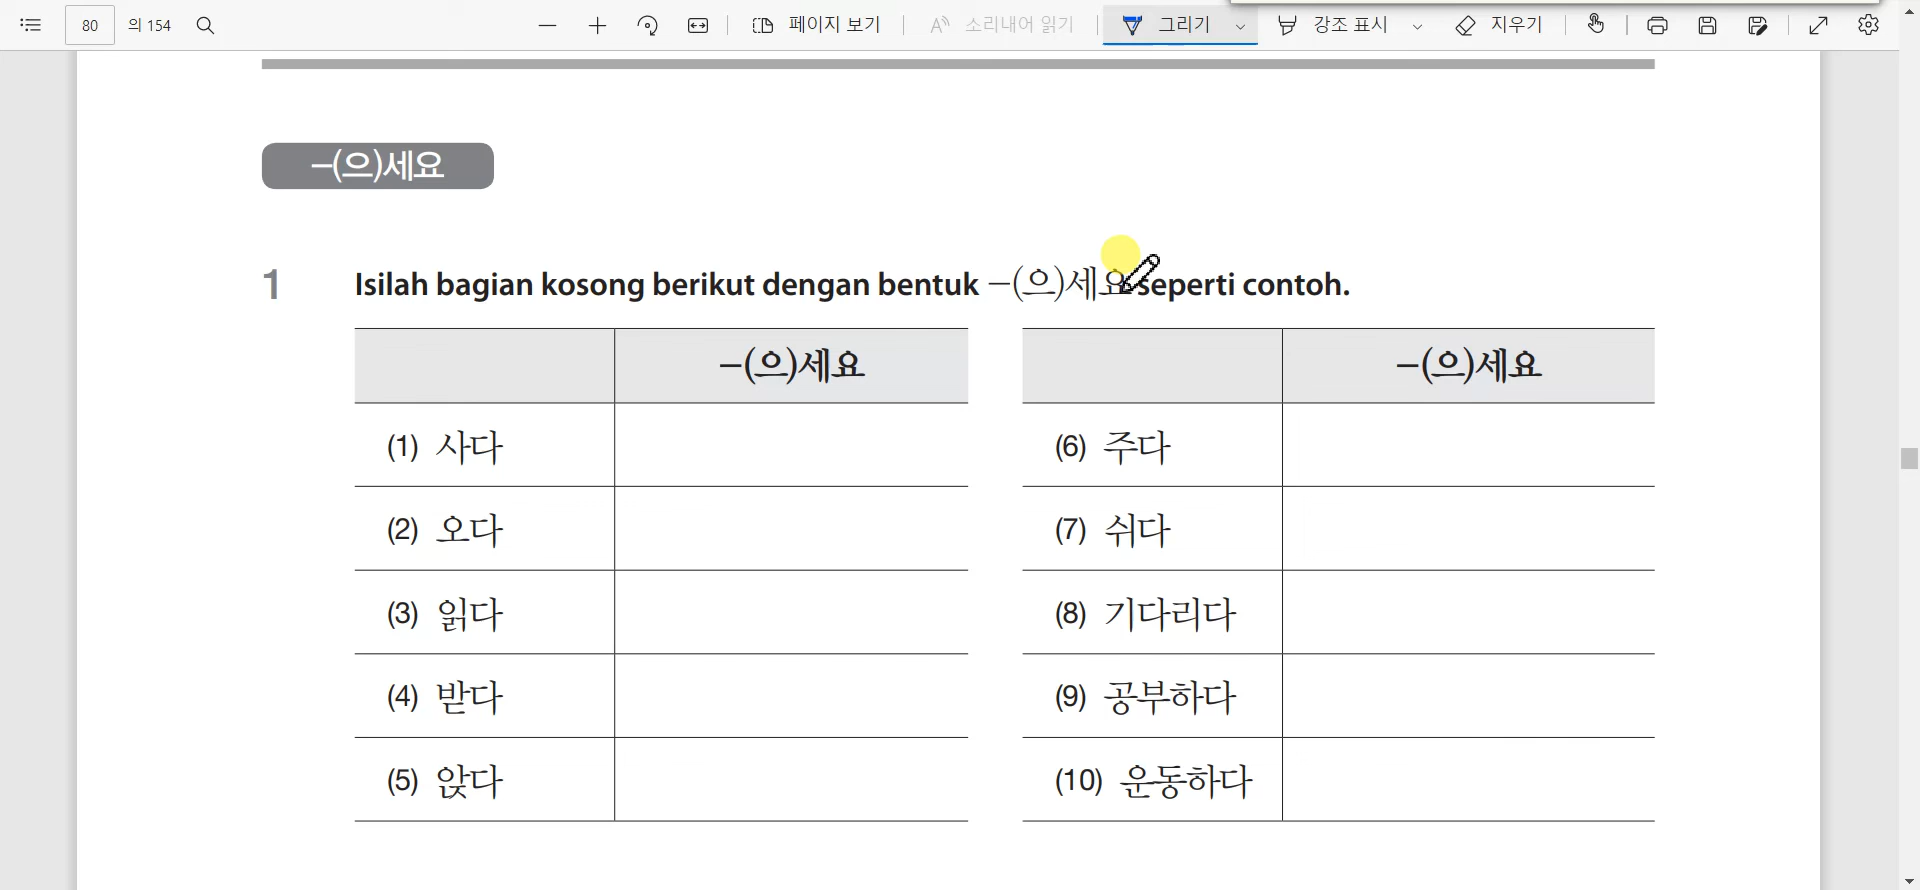 80 의 154 페이지 보기 소리내어 읽기 그리기 강조 표시 지우기
–(으)세요
1 Isilah bagian kosong berikut dengan bentuk –(으)세요 seperti contoh.
–(으)세요 –(으)세요
(1) 사다 (6) 주다
(2) 오다 (7) 쉬다
(3) 읽다 (8) 기다리다
(4) 받다 (9) 공부하다
(5) 앉다 (10) 운동하다